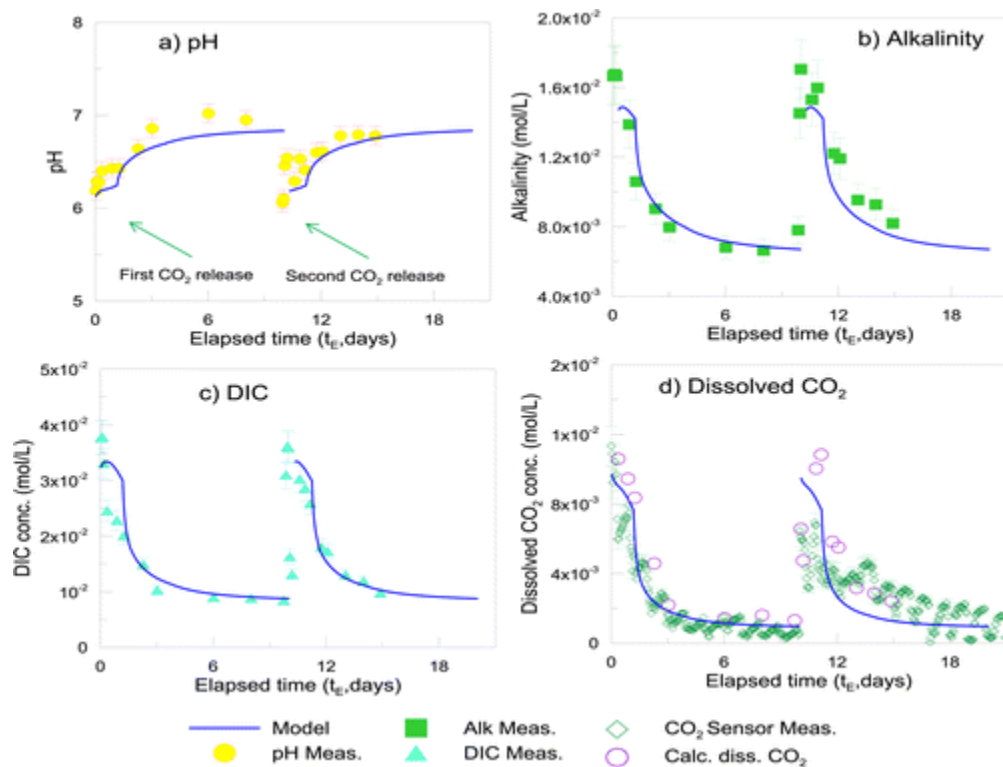 a) pH
8
7
6
5
pH
First CO₂ release
Second CO₂ release
0
6
12
18
Elapsed time (tE,days)
b) Alkalinity
2.0x10⁻²
1.6x10⁻²
1.2x10⁻²
8.0x10⁻³
4.0x10⁻³
Alkalinity (mol/L)
0
6
12
18
Elapsed time (tE,days)
c) DIC
5x10⁻²
4x10⁻²
3x10⁻²
2x10⁻²
10⁻²
0
DIC conc. (mol/L)
0
6
12
18
Elapsed time (tE,days)
d) Dissolved CO₂
2x10⁻²
1x10⁻²
8x10⁻³
4x10⁻³
0
Dissolved CO₂ conc. (mol/L)
0
6
12
18
Elapsed time (tE,days)
Model
Alk Meas.
CO₂ Sensor Meas.
pH Meas.
DIC Meas.
Calc. diss. CO₂